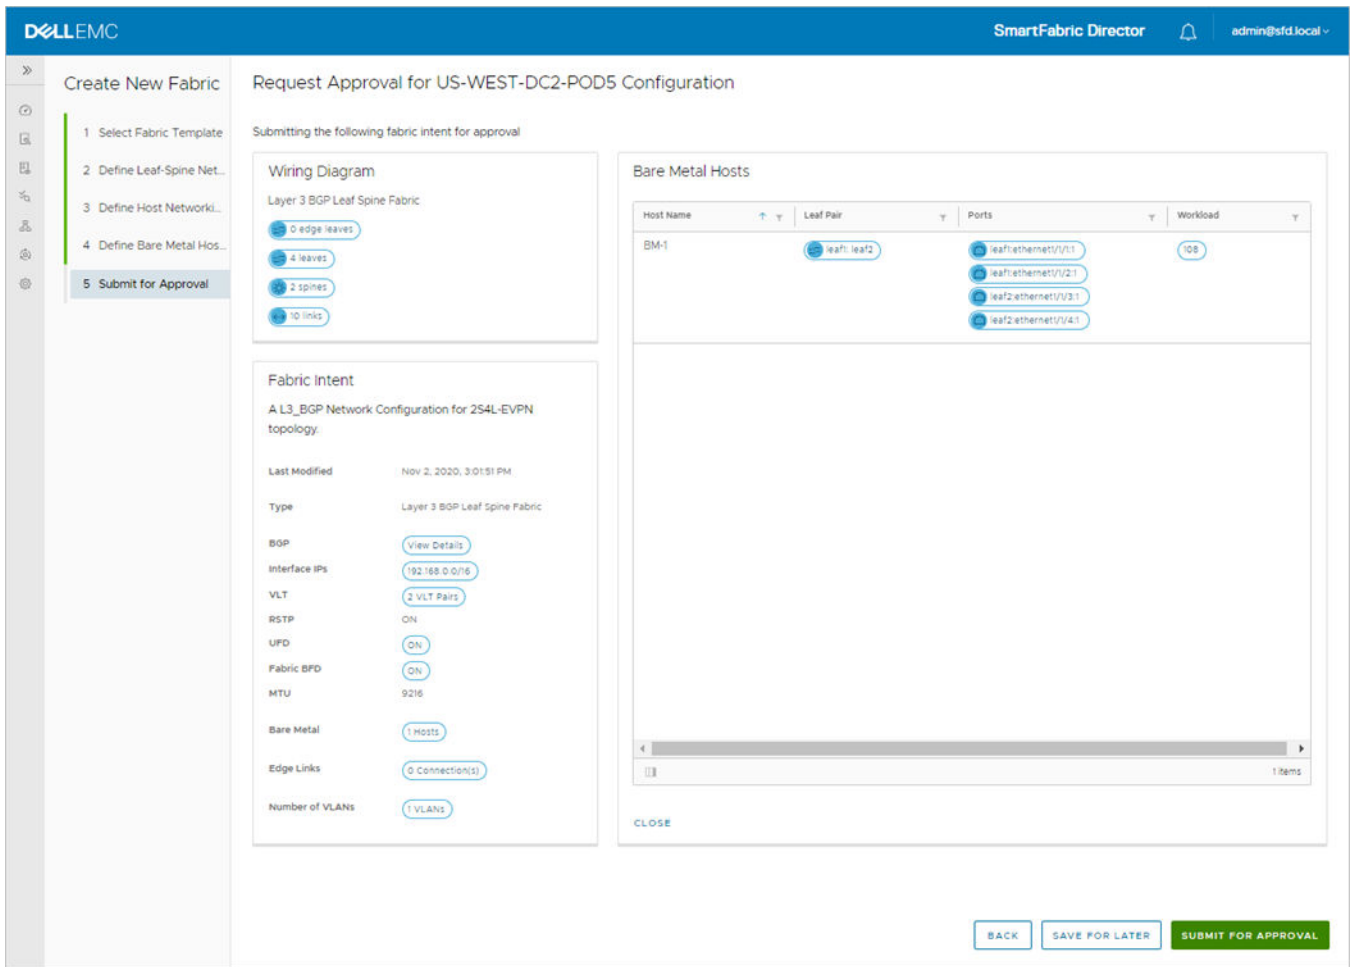 DELLEMC
SmartFabric Director
admin@sfd.local
Create New Fabric
1 Select Fabric Template
2 Define Leaf-Spine Net...
3 Define Host Networki...
4 Define Bare Metal Hos...
5 Submit for Approval
Request Approval for US-WEST-DC2-POD5 Configuration
Submitting the following fabric intent for approval
Wiring Diagram
Layer 3 BGP Leaf Spine Fabric
0 edge leaves
4 leaves
2 spines
10 links
Fabric Intent
A L3_BGP Network Configuration for 2S4L-EVPN
topology.
Last Modified Nov 2, 2020, 3:01:51 PM
Type Layer 3 BGP Leaf Spine Fabric
BGP View Details
Interface IPs 192.168.0.0/16
VLT 2 VLT Pairs
RSTP ON
UFD ON
Fabric BFD ON
MTU 9216
Bare Metal 1 Hosts
Edge Links 0 Connection(s)
Number of VLANs 1 VLANs
Bare Metal Hosts
Host Name Leaf Pair Ports Workload
BM-1 leaf1: leaf2 leaf1:ethernet1/1/1:1 108
leaf1:ethernet1/1/2:1
leaf2:ethernet1/1/3:1
leaf2:ethernet1/1/4:1
1 items
CLOSE
BACK SAVE FOR LATER SUBMIT FOR APPROVAL